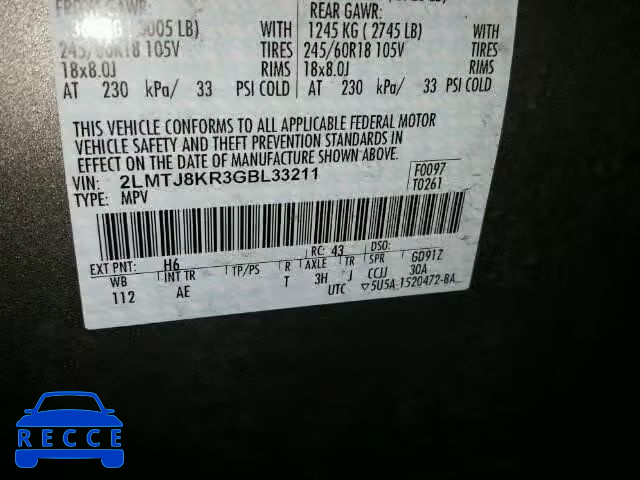 FRONT GAWR:
REAR GAWR:
KG ( 3005 LB) WITH
1245 KG ( 2745 LB) WITH
245/60R18 105V TIRES
245/60R18 105V TIRES
18x8.0J RIMS
18x8.0J RIMS
AT 230 kPa/ 33 PSI COLD
AT 230 kPa/ 33 PSI COLD
THIS VEHICLE CONFORMS TO ALL APPLICABLE FEDERAL MOTOR
VEHICLE SAFETY AND THEFT PREVENTION STANDARDS IN
EFFECT ON THE DATE OF MANUFACTURE SHOWN ABOVE.
VIN: 2LMTJ8KR3GBL33211
F0097
TYPE: MPV
T0261
EXT PNT: H6 RC: 43 DSO:
WB INT TR TP/PS R AXLE TR SPR GD91Z
112 AE T 3H J CCJJ 30A
UTC ▽5U5A-1520472-BA
RECCE